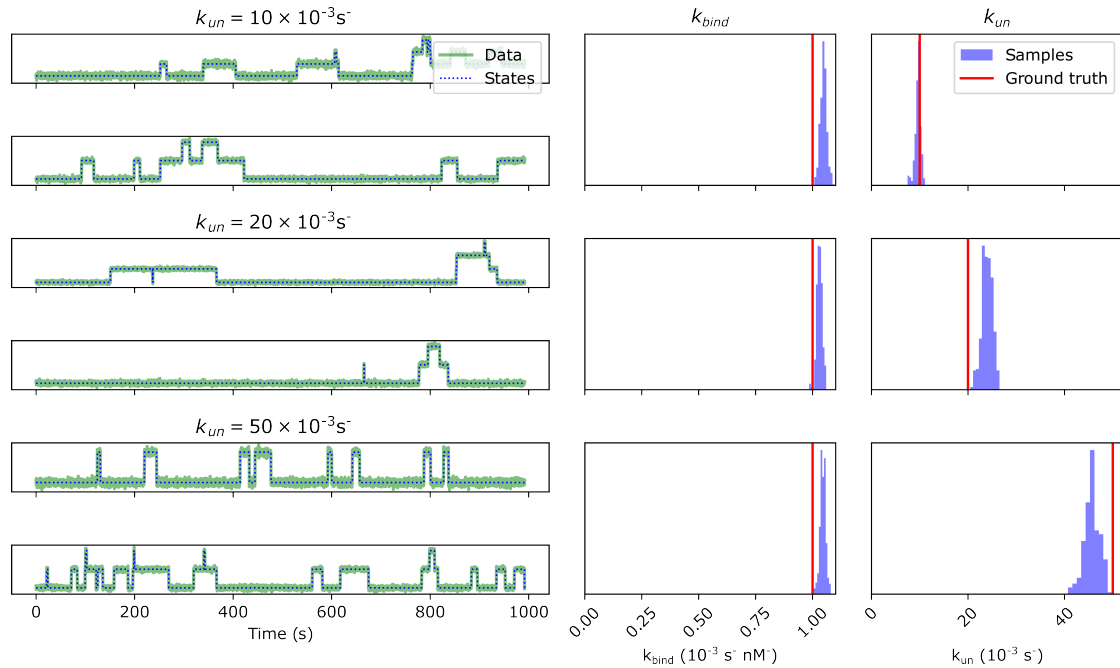 k_un = 10 × 10⁻³s⁻
k_bind
k_un
Data
States
Samples
Ground truth
k_un = 20 × 10⁻³s⁻
k_un = 50 × 10⁻³s⁻
0 200 400 600 800 1000
Time (s)
0.00 0.25 0.50 0.75 1.00
k_bind (10⁻³ s⁻ nM⁻)
0 20 40
k_un (10⁻³ s⁻)